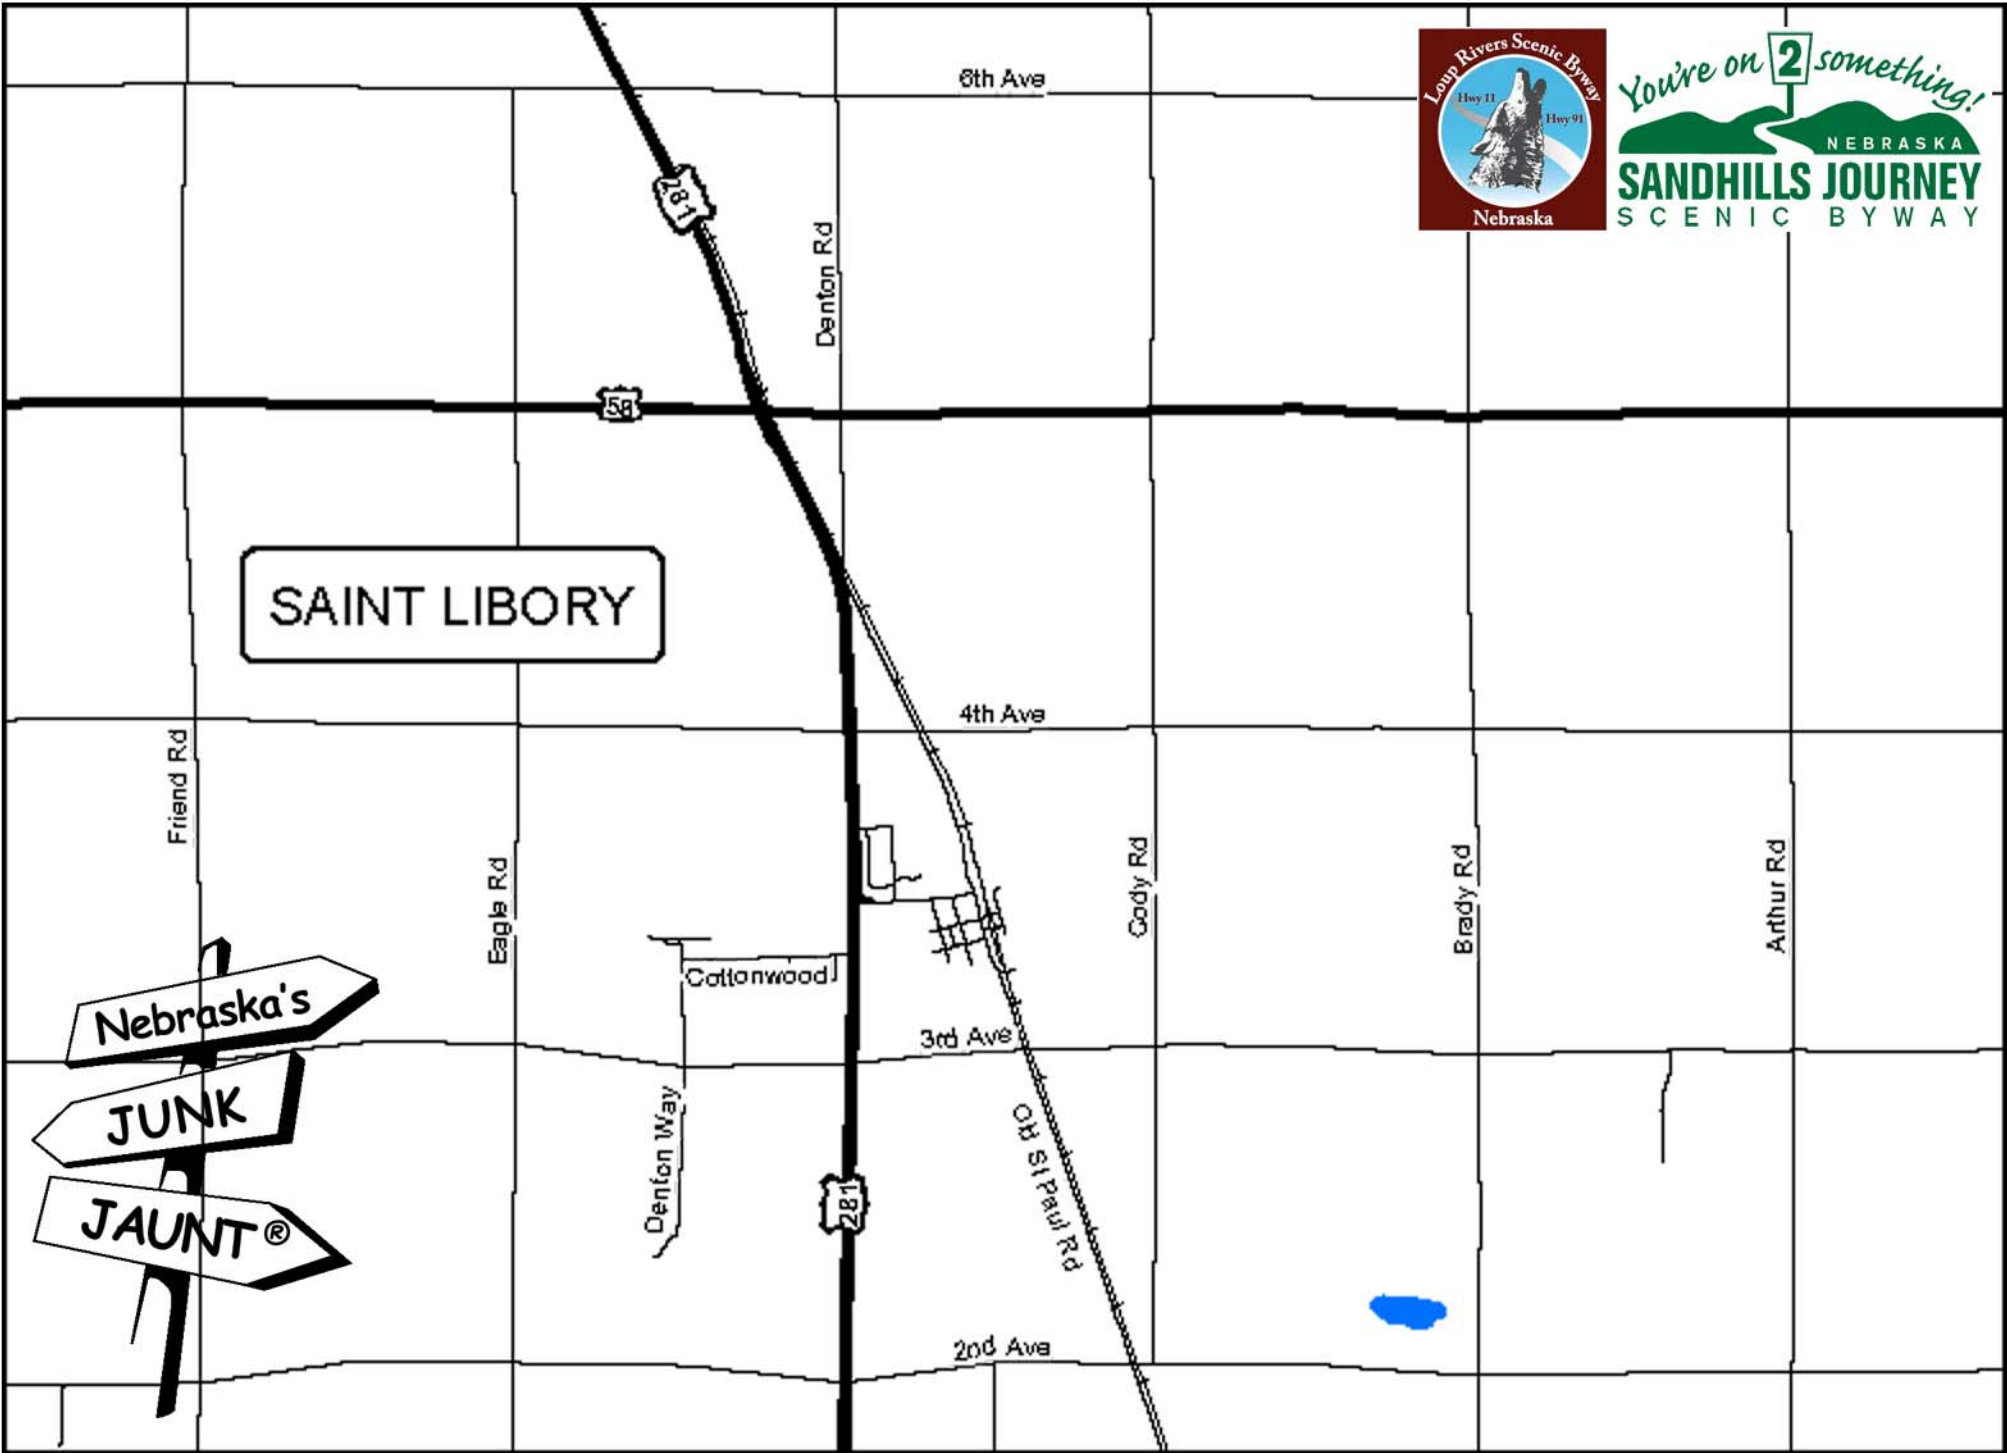 6th Ave
Loup Rivers Scenic Byway
Hwy 11
Hwy 91
Nebraska
You're on 2 something!
NEBRASKA
SANDHILLS JOURNEY
SCENIC BYWAY
281
Denton Rd
58
SAINT LIBORY
4th Ave
Friend Rd
Eagle Rd
Cody Rd
Brady Rd
Arthur Rd
Cottonwood
Nebraska's
JUNK
JAUNT®
3rd Ave
Denton Way
281
Old St Paul Rd
2nd Ave